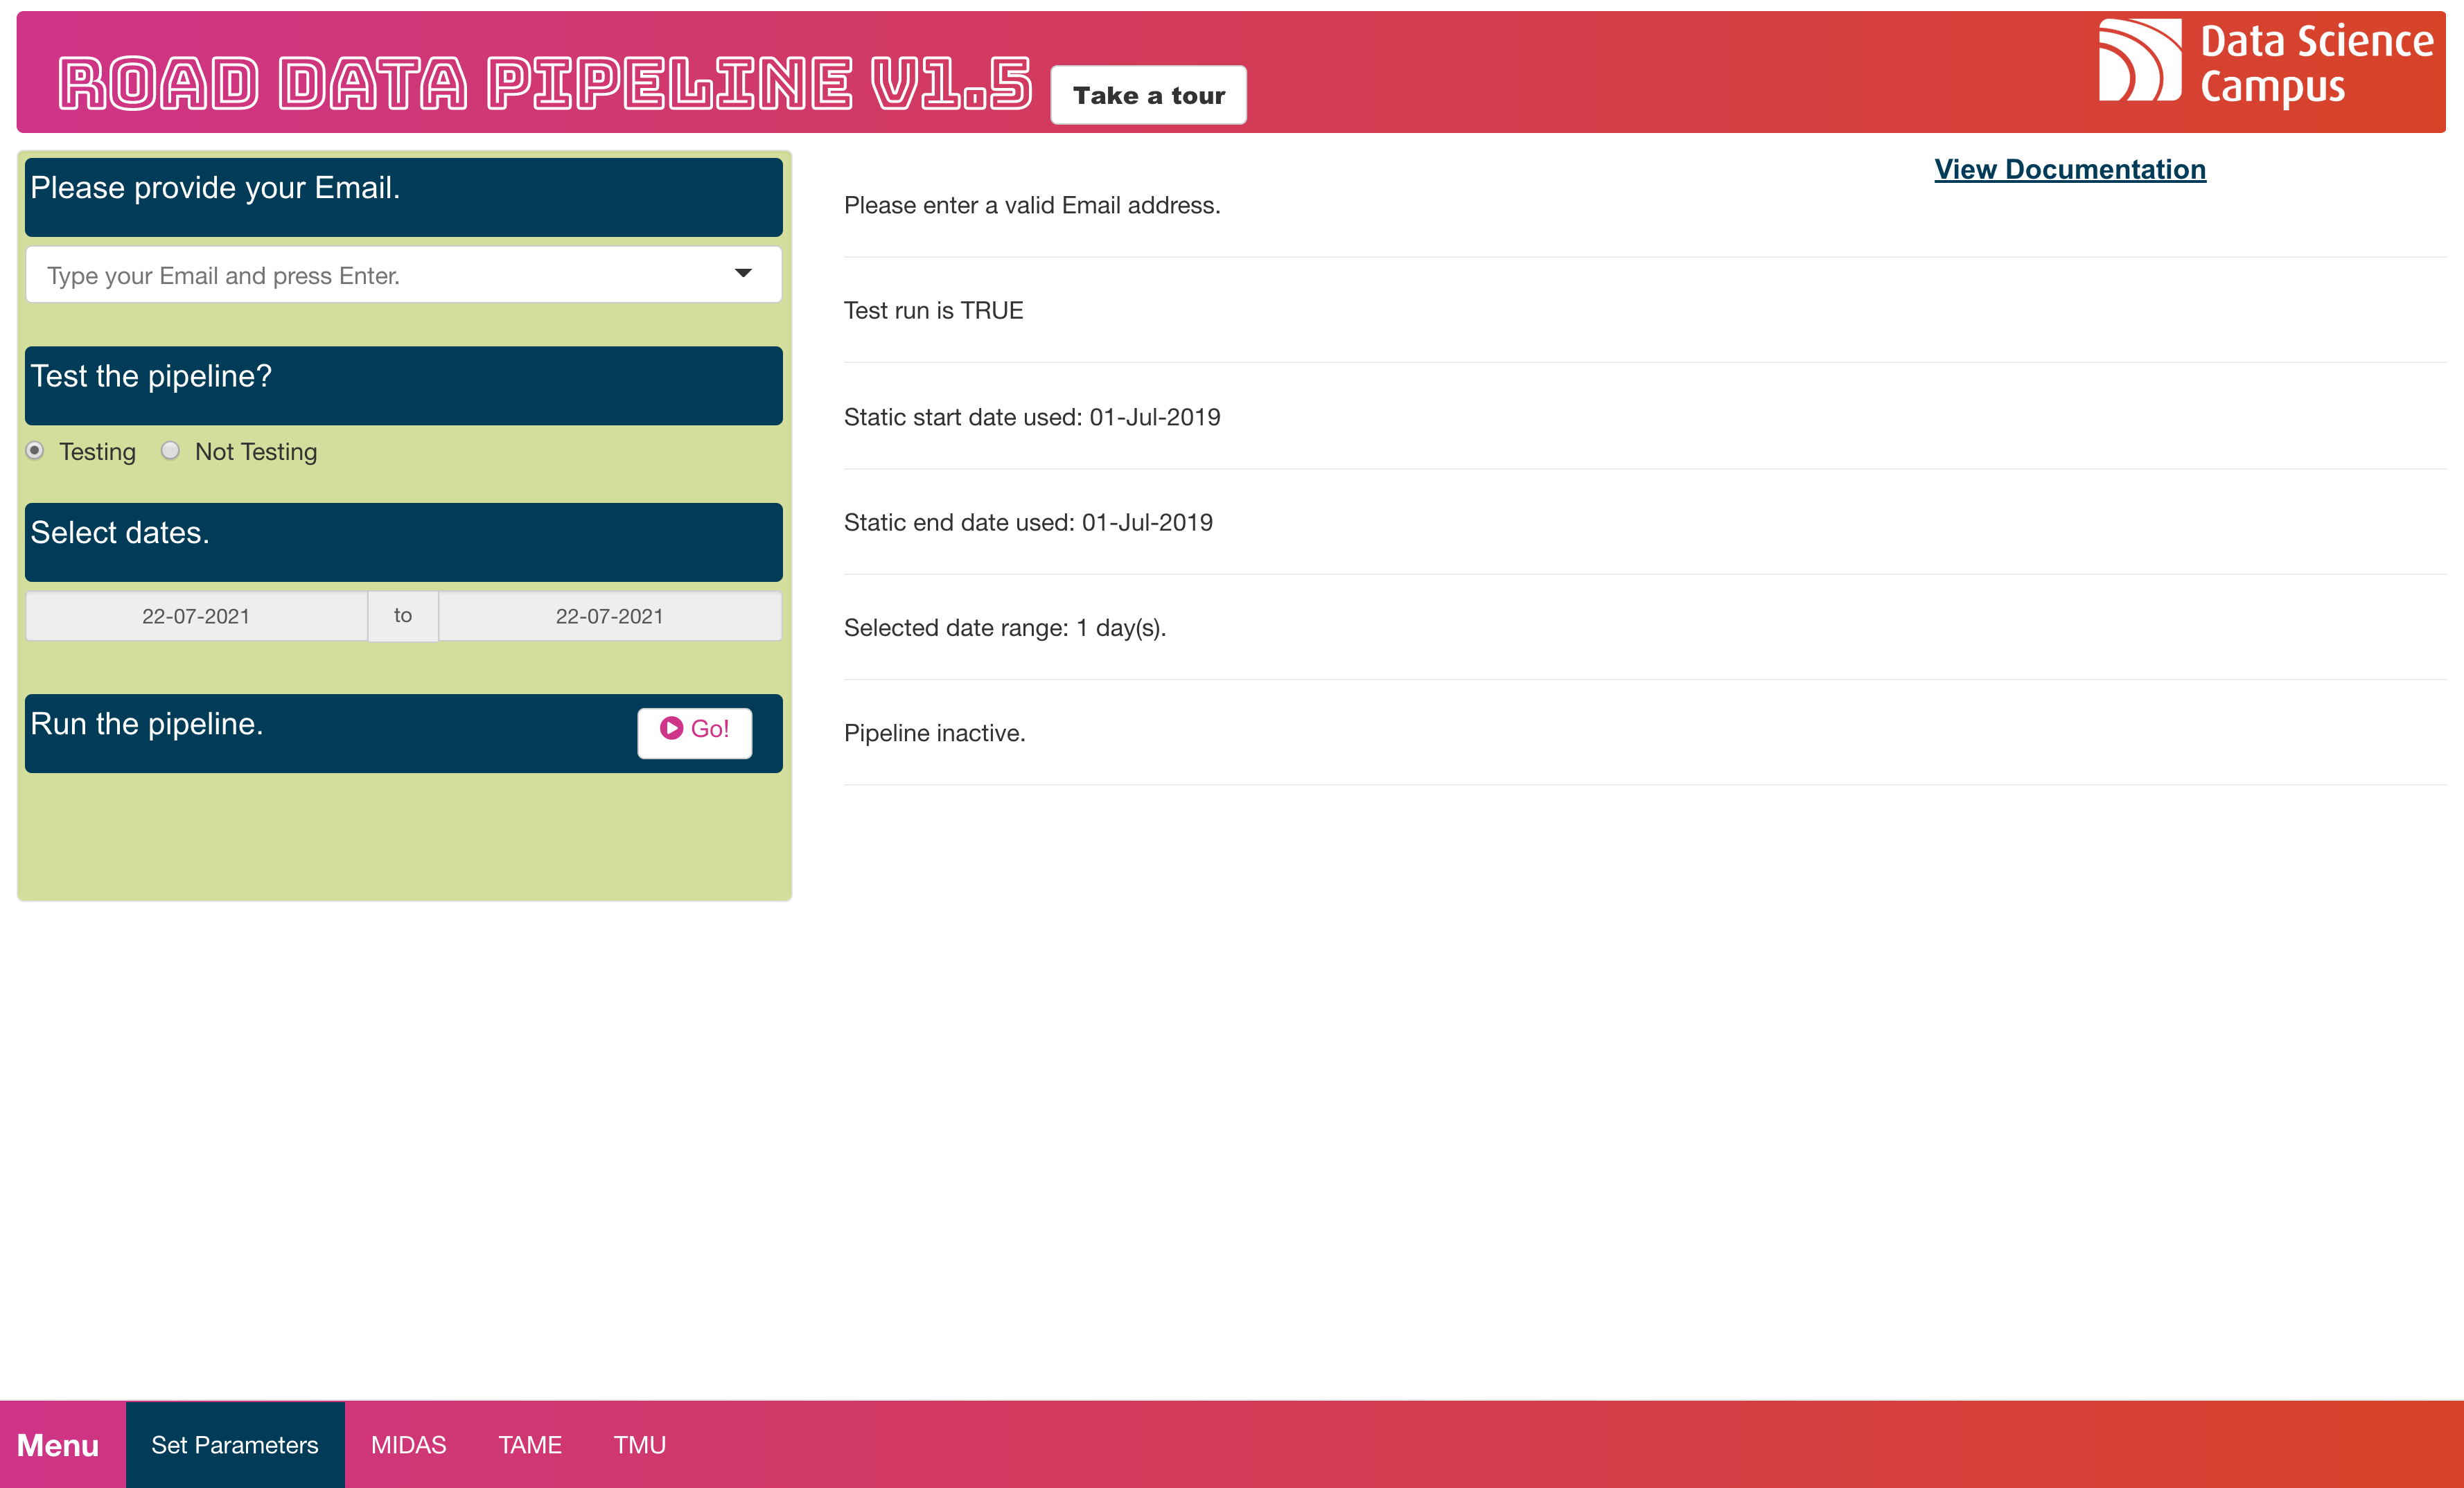 ROAD DATA PIPELINE V1.5
Take a tour
Data Science
Campus
Please provide your Email.
Type your Email and press Enter.
Test the pipeline?
Testing Not Testing
Select dates.
22-07-2021 to 22-07-2021
Run the pipeline.
Go!
View Documentation
Please enter a valid Email address.
Test run is TRUE
Static start date used: 01-Jul-2019
Static end date used: 01-Jul-2019
Selected date range: 1 day(s).
Pipeline inactive.
Menu Set Parameters MIDAS TAME TMU